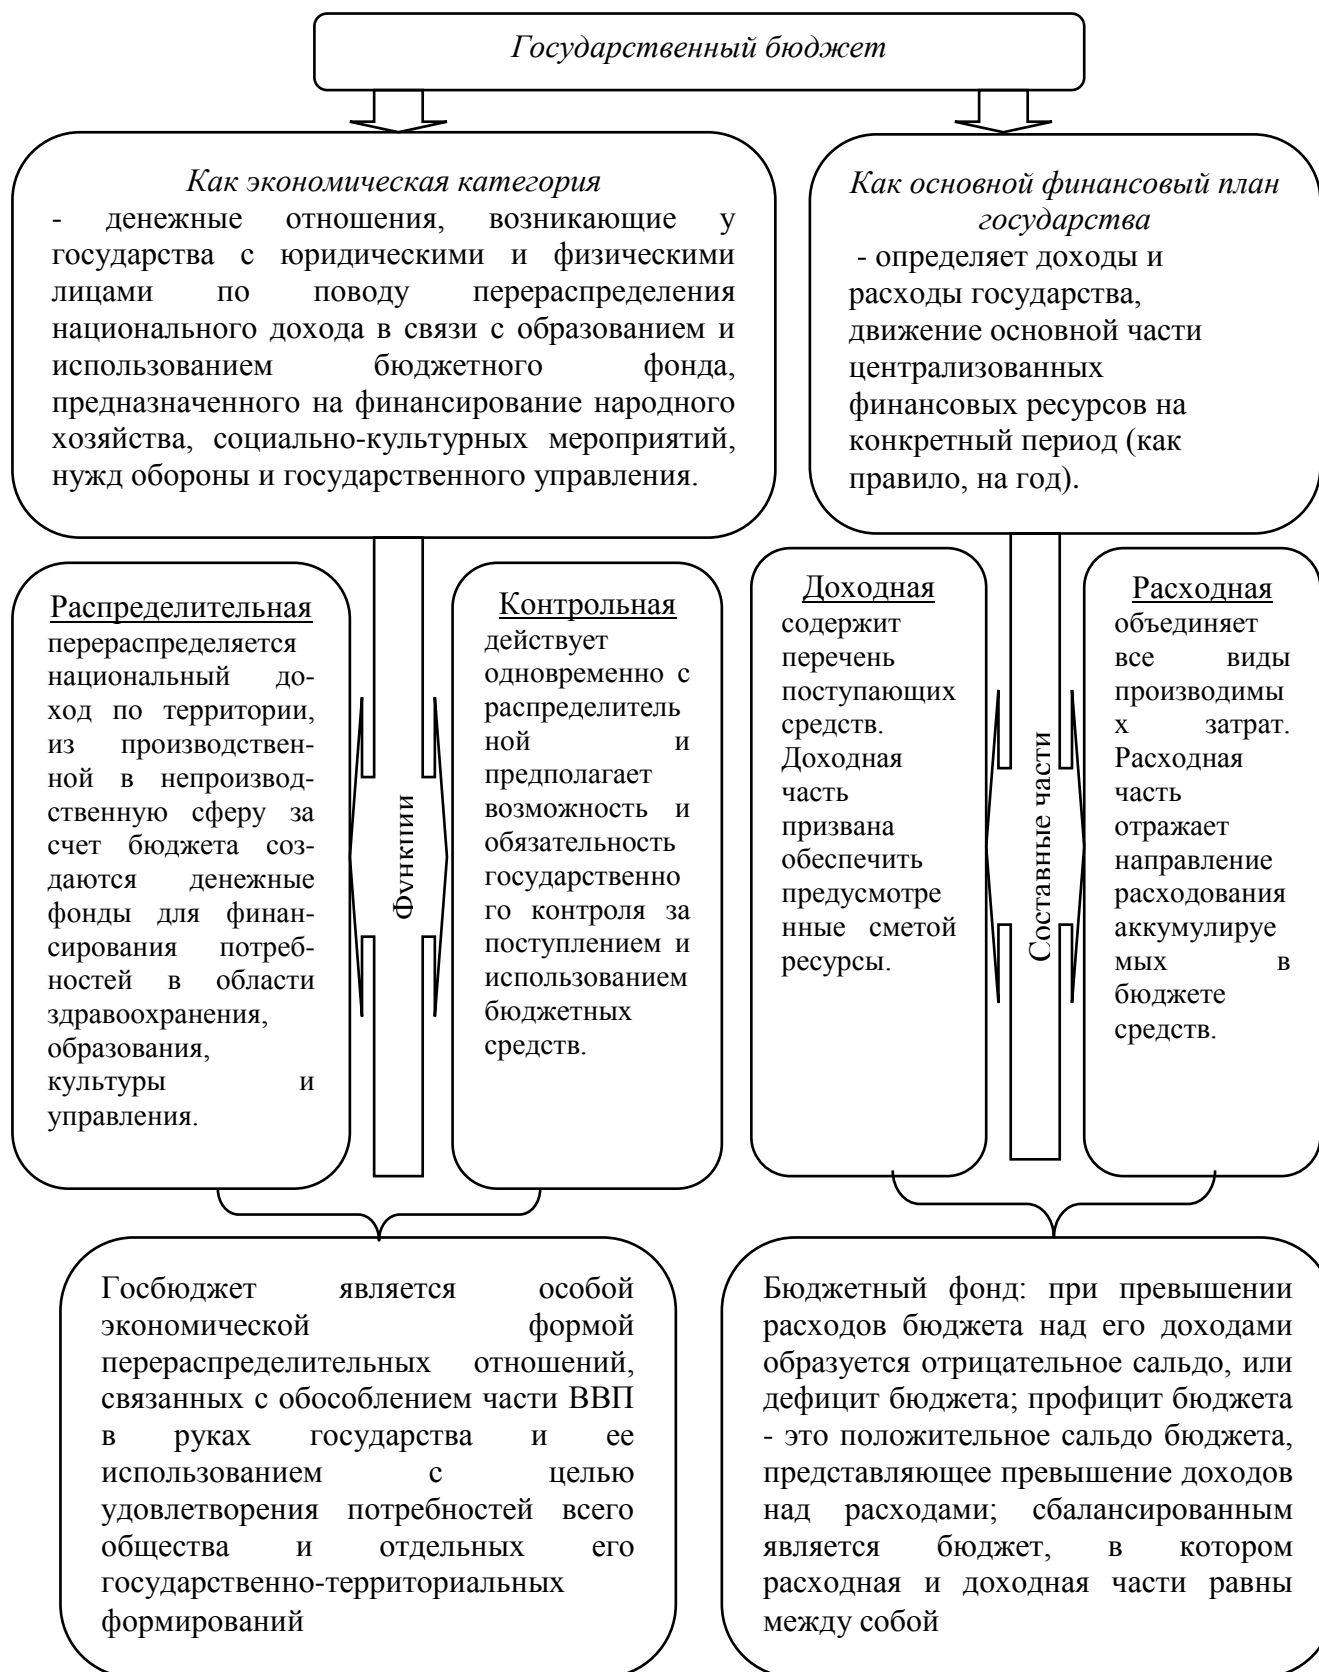 Государственный бюджет
Как экономическая категория
- денежные отношения, возникающие у
государства с юридическими и физическими
лицами по поводу перераспределения
национального дохода в связи с образованием и
использованием бюджетного фонда,
предназначенного на финансирование народного
хозяйства, социально-культурных мероприятий,
нужд обороны и государственного управления.
Как основной финансовый план
государства
- определяет доходы и
расходы государства,
движение основной части
централизованных
финансовых ресурсов на
конкретный период (как
правило, на год).
Распределительная
перераспределяется
национальный до-
ход по территории,
из производствен-
ной в непроизвод-
ственную сферу за
счет бюджета соз-
даются денежные
фонды для финан-
сирования потреб-
ностей в области
здравоохранения,
образования,
культуры и
управления.
Функции
Контрольная
действует
одновременно с
распределитель
ной и
предполагает
возможность и
обязательность
государственно
го контроля за
поступлением и
использованием
бюджетных
средств.
Доходная
содержит
перечень
поступающих
средств.
Доходная
часть
призвана
обеспечить
предусмотре
нные сметой
ресурсы.
Составные части
Расходная
объединяет
все виды
производимы
х затрат.
Расходная
часть
отражает
направление
расходования
аккумулируе
мых в
бюджете
средств.
Госбюджет является особой
экономической формой
перераспределительных отношений,
связанных с обособлением части ВВП
в руках государства и ее
использованием с целью
удовлетворения потребностей всего
общества и отдельных его
государственно-территориальных
формирований
Бюджетный фонд: при превышении
расходов бюджета над его доходами
образуется отрицательное сальдо, или
дефицит бюджета; профицит бюджета
- это положительное сальдо бюджета,
представляющее превышение доходов
над расходами; сбалансированным
является бюджет, в котором
расходная и доходная части равны
между собой